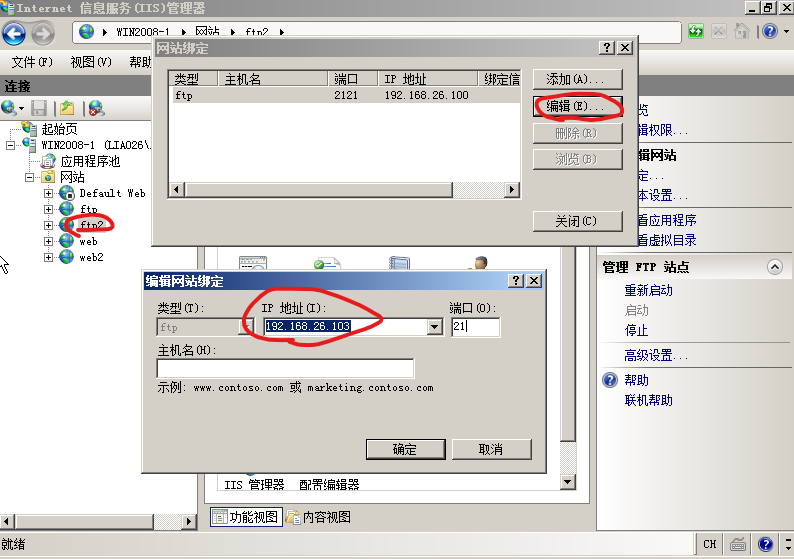 Internet 信息服务(IIS)管理器
WIN2008-1 网站 ftp2
文件(F) 视图(V) 帮助
连接
起始页
WIN2008-1 (LIAO26\.
应用程序池
网站
Default Web
ftp
ftp2
web
web2
网站绑定
类型 主机名 端口 IP 地址 绑定信
ftp 2121 192.168.26.100
添加(A)...
编辑(E)...
删除(R)
浏览(B)
关闭(C)
编辑网站绑定
类型(T): IP 地址(I): 端口(O):
ftp 192.168.26.103 21
主机名(H):
示例: www.contoso.com 或 marketing.contoso.com
确定 取消
IIS 管理器 配置编辑器
功能视图 内容视图
览
辑权限...
辑网站
定...
本设置...
看应用程序
看虚拟目录
管理 FTP 站点
重新启动
启动
停止
高级设置...
帮助
联机帮助
就绪
CH